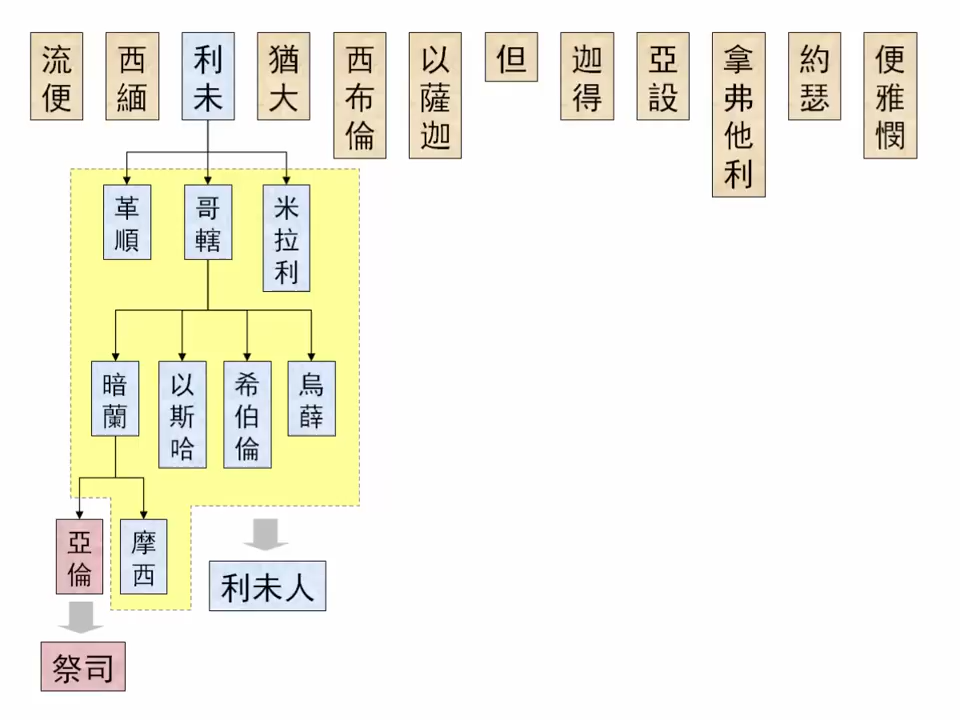 流便
西緬
利未
猶大
西布倫
以薩迦
但
迦得
亞設
拿弗他利
約瑟
便雅憫
革順
哥轄
米拉利
暗蘭
以斯哈
希伯倫
烏薛
亞倫
摩西
利未人
祭司